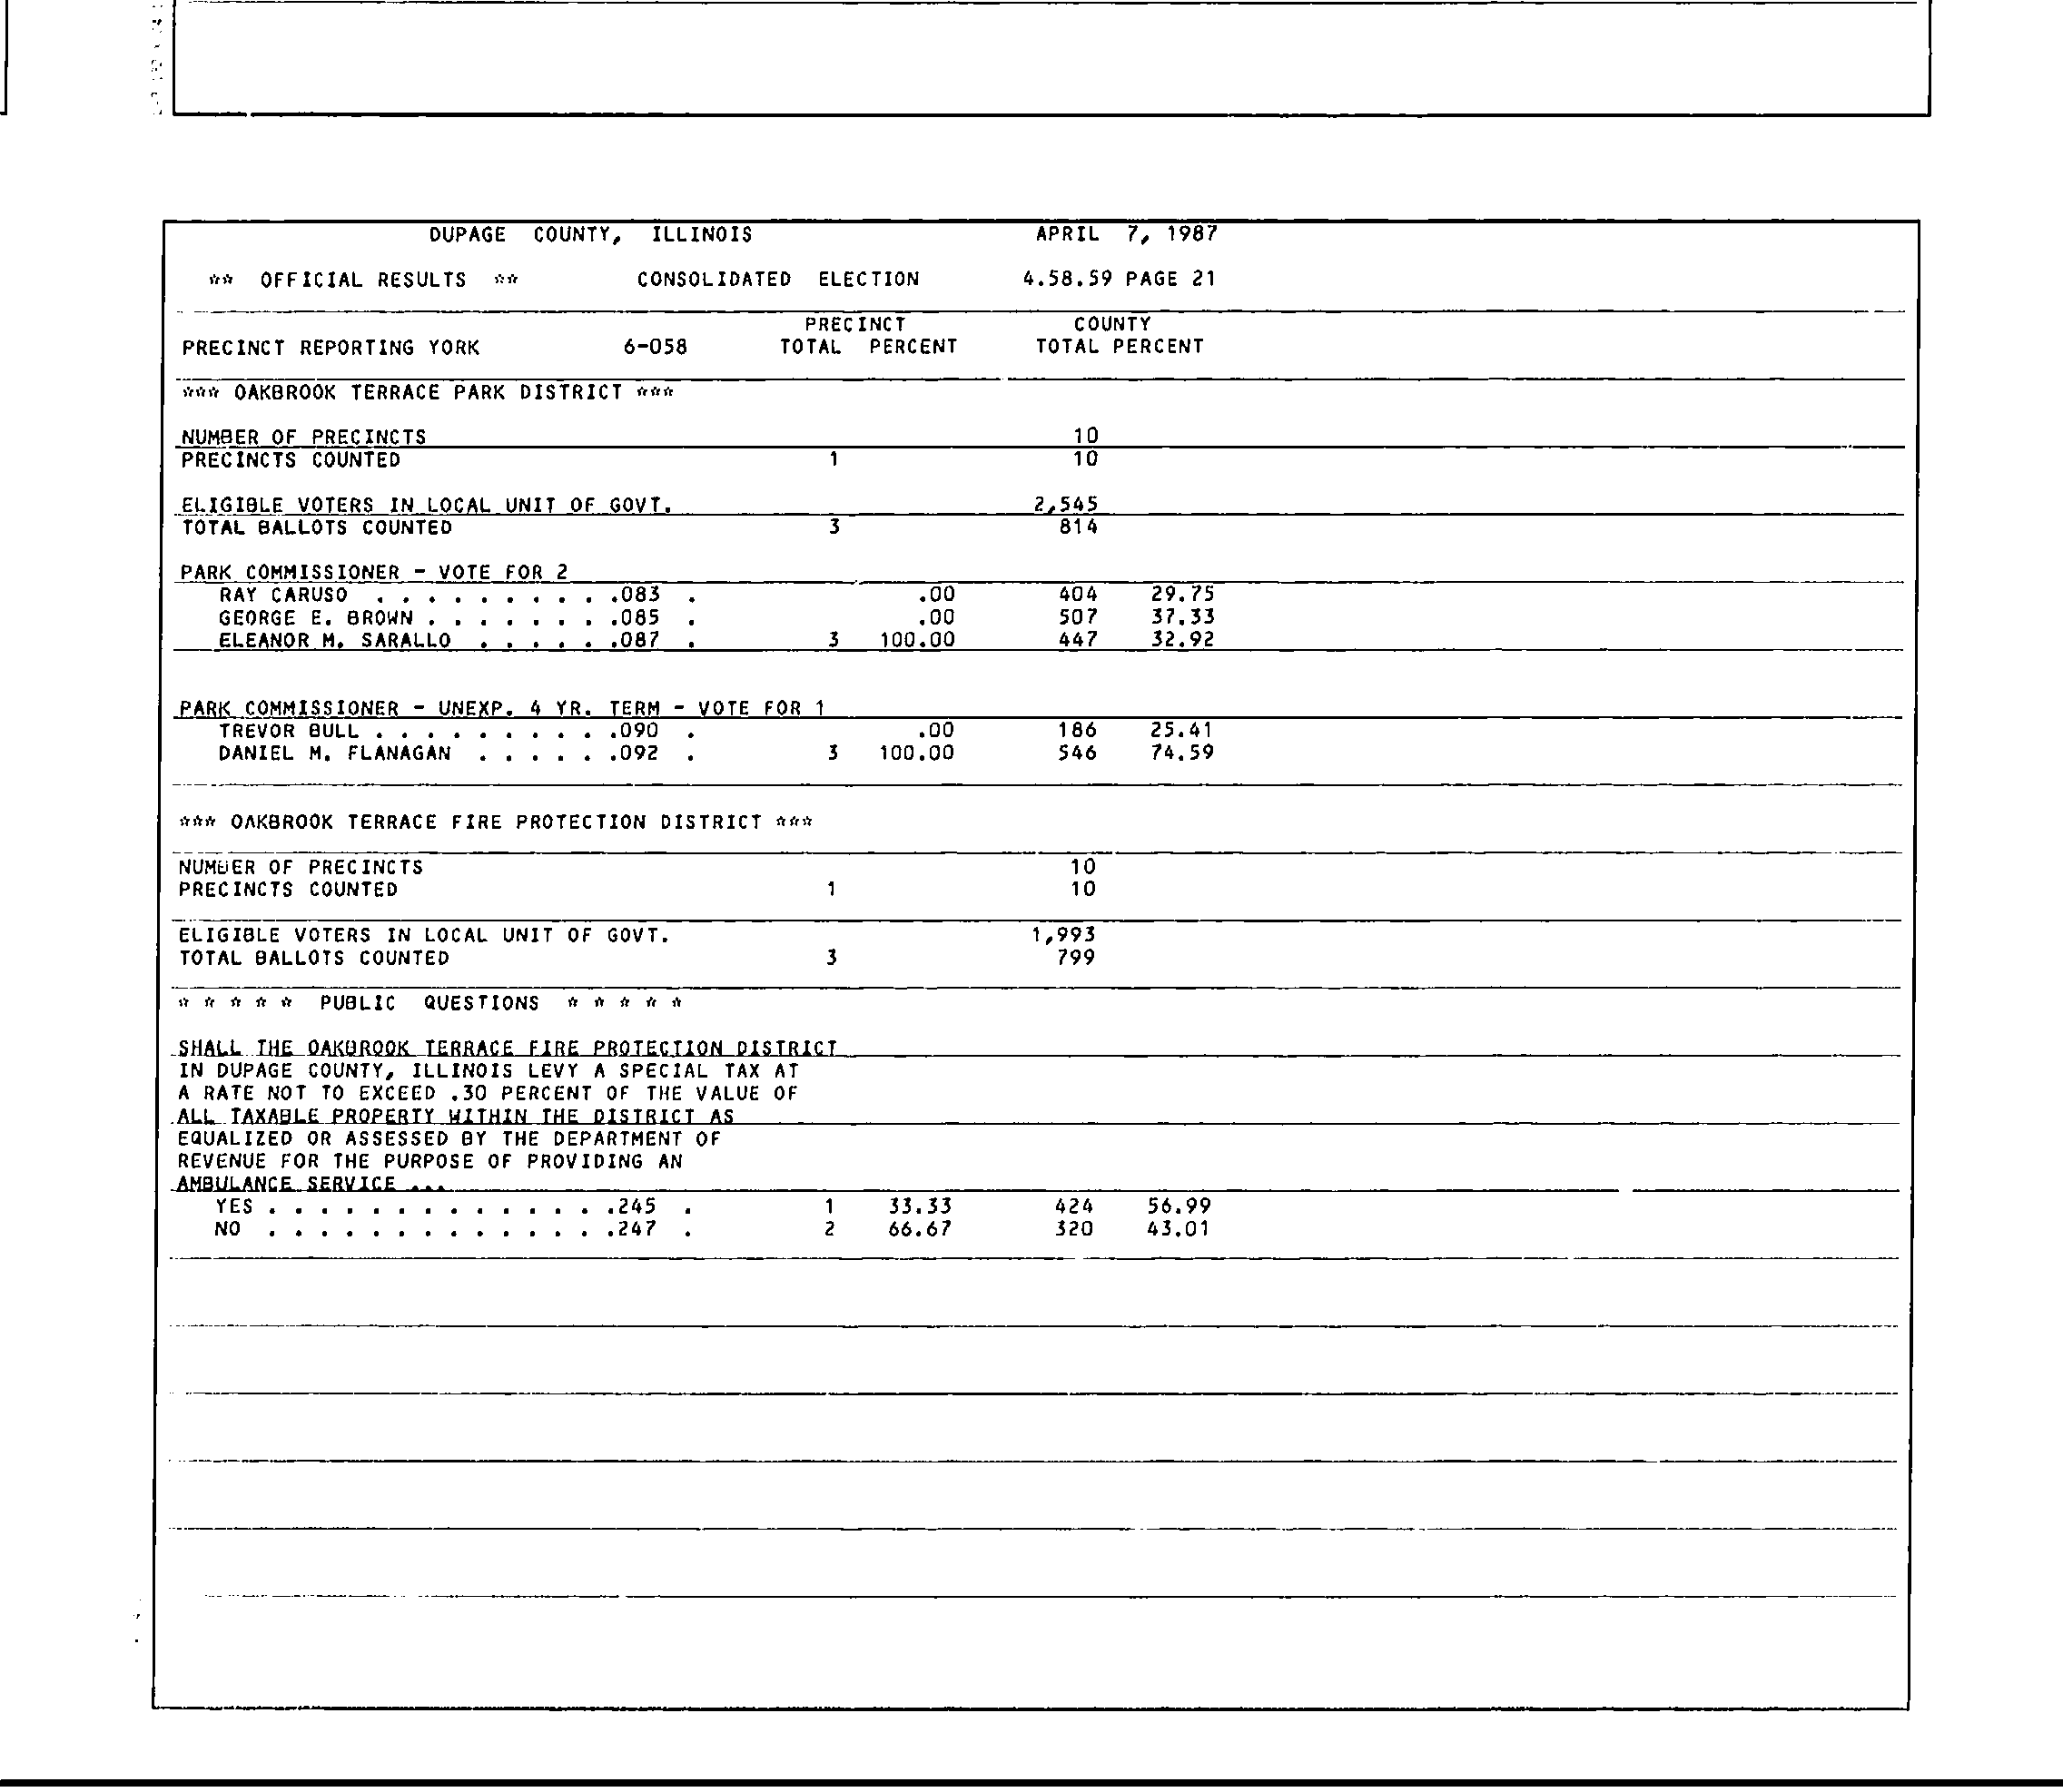 DUPAGE COUNTY, ILLINOIS APRIL 7, 1987
** OFFICIAL RESULTS ** CONSOLIDATED ELECTION 4.58.59 PAGE 21
PRECINCT COUNTY
PRECINCT REPORTING YORK 6-058 TOTAL PERCENT TOTAL PERCENT
*** OAKBROOK TERRACE PARK DISTRICT ***
NUMBER OF PRECINCTS 10
PRECINCTS COUNTED 1 10
ELIGIBLE VOTERS IN LOCAL UNIT OF GOVT. 2,545
TOTAL BALLOTS COUNTED 3 814
PARK COMMISSIONER - VOTE FOR 2
RAY CARUSO . . . . . . . . . .083 . .00 404 29.75
GEORGE E. BROWN . . . . . . . .085 . .00 507 37.33
ELEANOR M. SARALLO . . . . . .087 . 3 100.00 447 32.92
PARK COMMISSIONER - UNEXP. 4 YR. TERM - VOTE FOR 1
TREVOR BULL . . . . . . . . . .090 . .00 186 25.41
DANIEL M. FLANAGAN . . . . . .092 . 3 100.00 546 74.59
*** OAKBROOK TERRACE FIRE PROTECTION DISTRICT ***
NUMBER OF PRECINCTS 10
PRECINCTS COUNTED 1 10
ELIGIBLE VOTERS IN LOCAL UNIT OF GOVT. 1,993
TOTAL BALLOTS COUNTED 3 799
* * * * * PUBLIC QUESTIONS * * * * *
SHALL THE OAKBROOK TERRACE FIRE PROTECTION DISTRICT
IN DUPAGE COUNTY, ILLINOIS LEVY A SPECIAL TAX AT
A RATE NOT TO EXCEED .30 PERCENT OF THE VALUE OF
ALL TAXABLE PROPERTY WITHIN THE DISTRICT AS
EQUALIZED OR ASSESSED BY THE DEPARTMENT OF
REVENUE FOR THE PURPOSE OF PROVIDING AN
AMBULANCE SERVICE ...
YES . . . . . . . . . . . . . .245 . 1 33.33 424 56.99
NO . . . . . . . . . . . . . .247 . 2 66.67 320 43.01